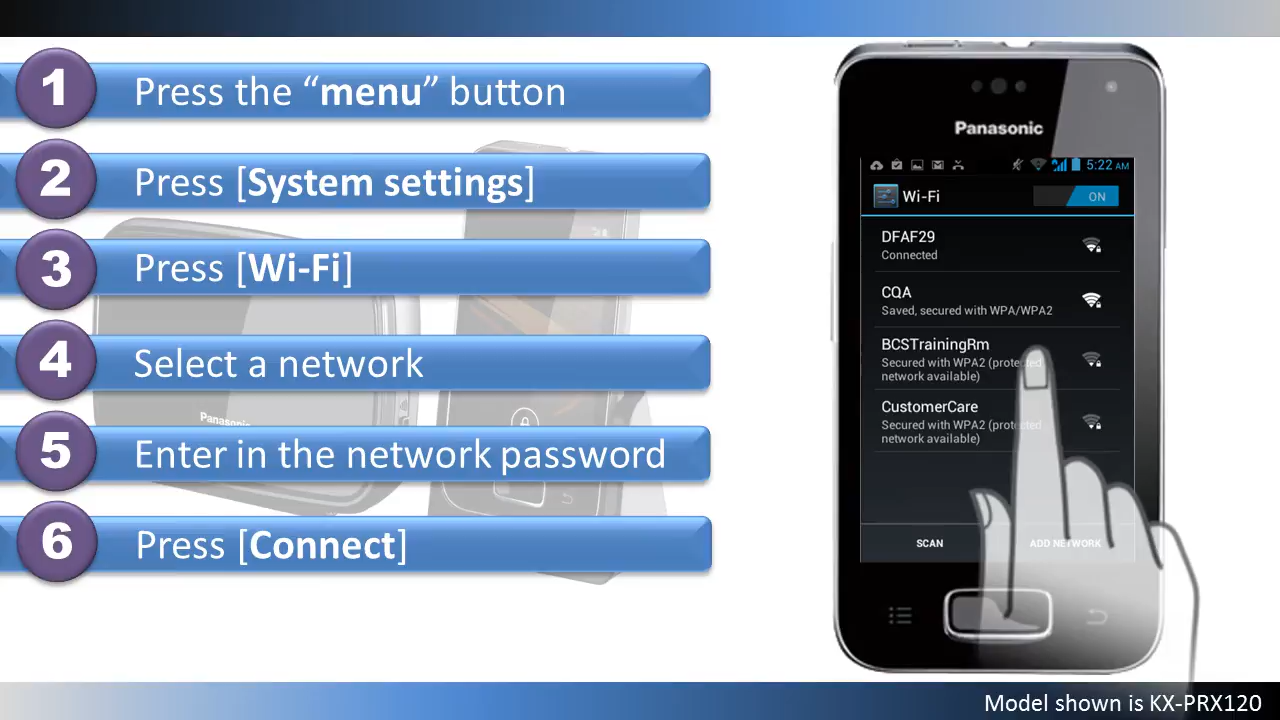 1 Press the “menu” button
2 Press [System settings]
3 Press [Wi-Fi]
4 Select a network
5 Enter in the network password
6 Press [Connect]
Panasonic
Panasonic
5:22 AM
Wi-Fi ON
DFAF29
Connected
CQA
Saved, secured with WPA/WPA2
BCSTrainingRm
Secured with WPA2 (protected
network available)
CustomerCare
Secured with WPA2 (protected
network available)
SCAN ADD NETWORK
Model shown is KX-PRX120